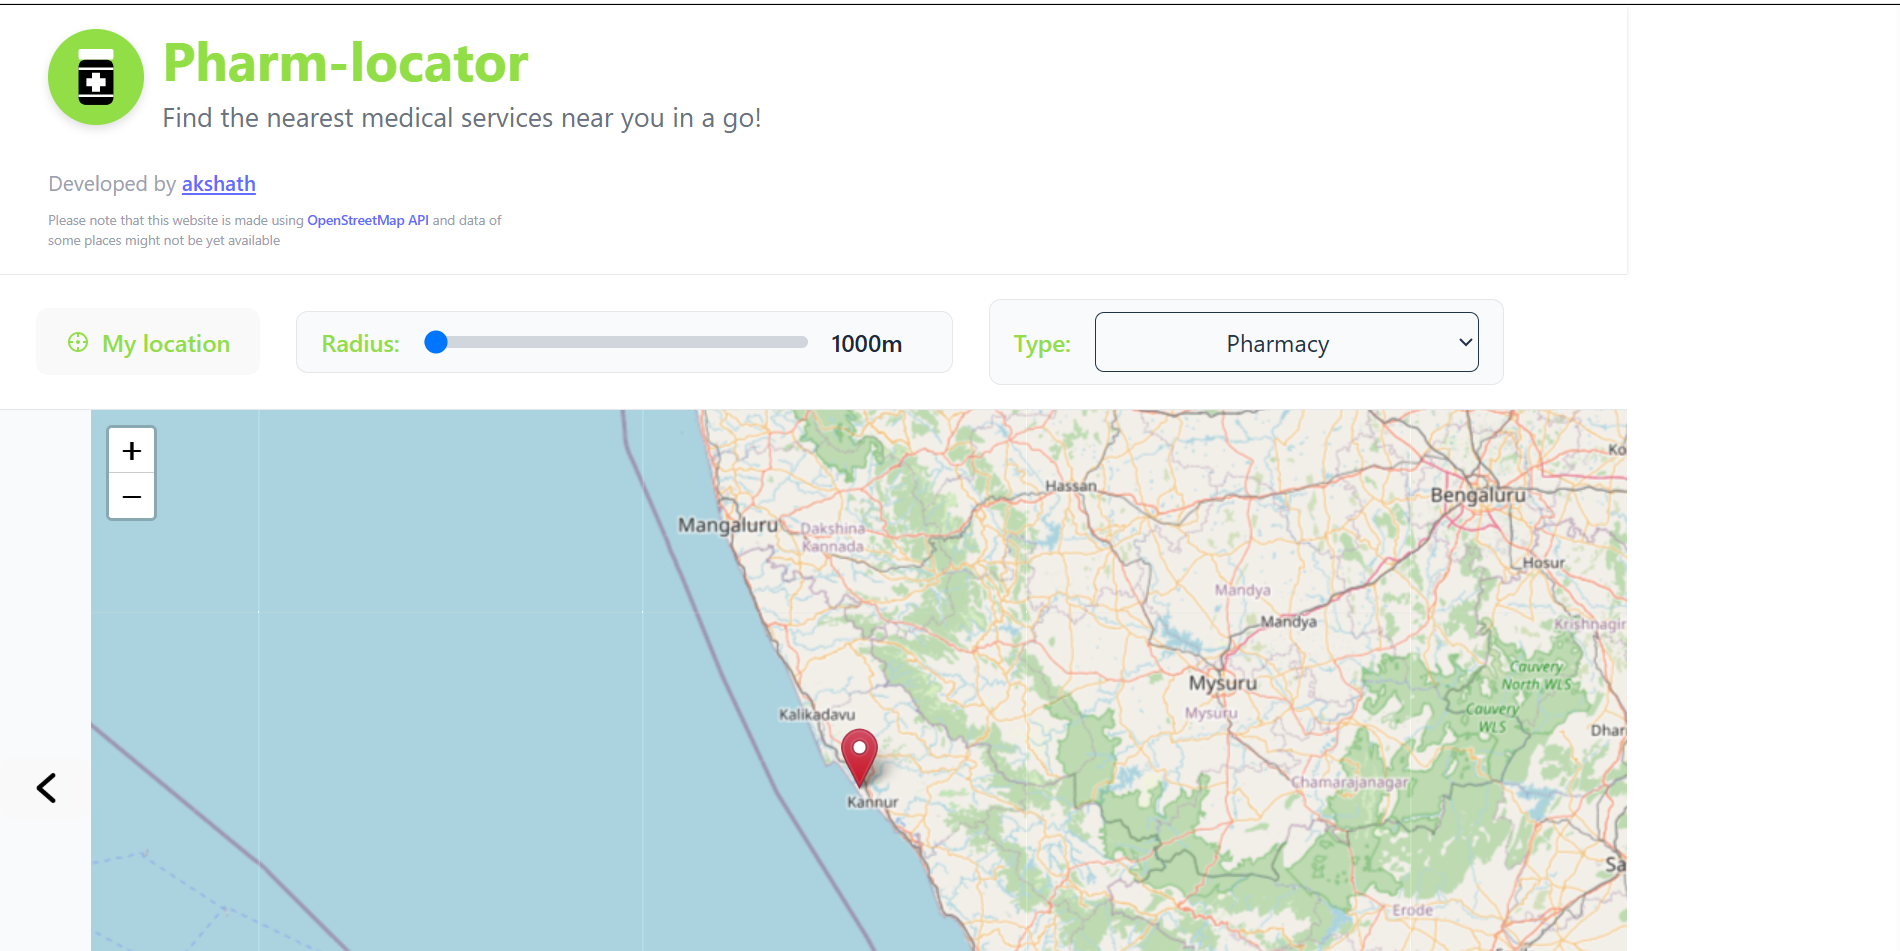 Pharm-locator
Find the nearest medical services near you in a go!
Developed by akshath
Please note that this website is made using OpenStreetMap API and data of
some places might not be yet available
My location
Radius:
1000m
Type:
Pharmacy
+
−
Hassan
Bengaluru
Mangaluru
Dakshina
Kannada
Hosur
Mandya
Mandya
Krishnagir
Cauvery
North WLS
Mysuru
Mysuru
Cauvery
WLS
Kalikadavu
Dhar
Chamarajanagar
Kannur
Sa
Erode